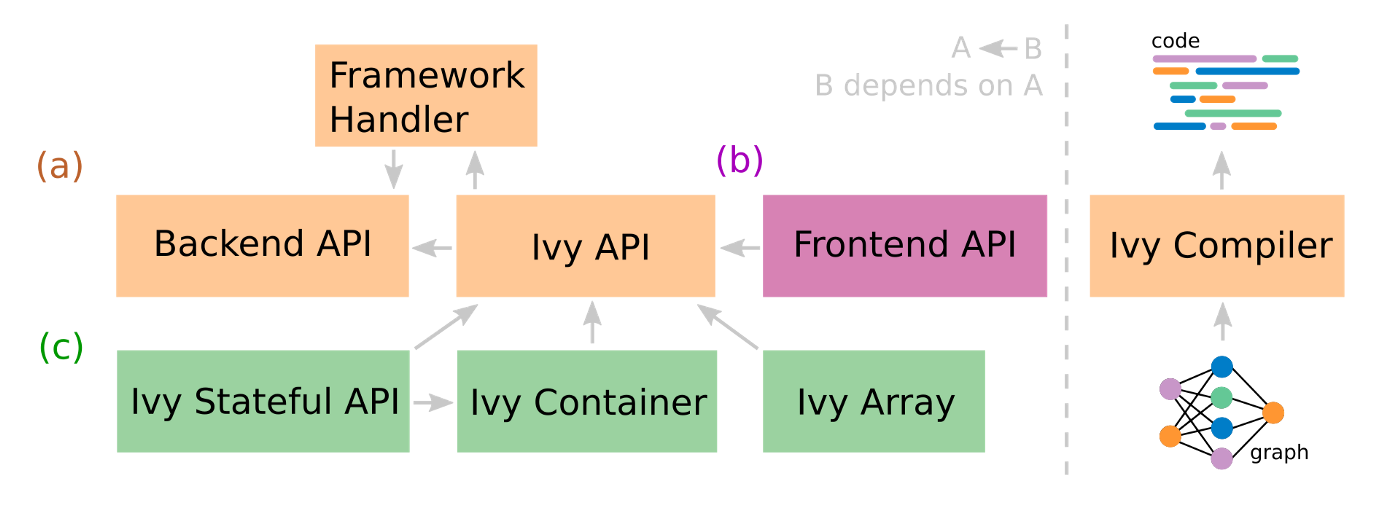 Framework
Handler
A B
B depends on A
code
(a)
(b)
Backend API
Ivy API
Frontend API
Ivy Compiler
(c)
Ivy Stateful API
Ivy Container
Ivy Array
graph